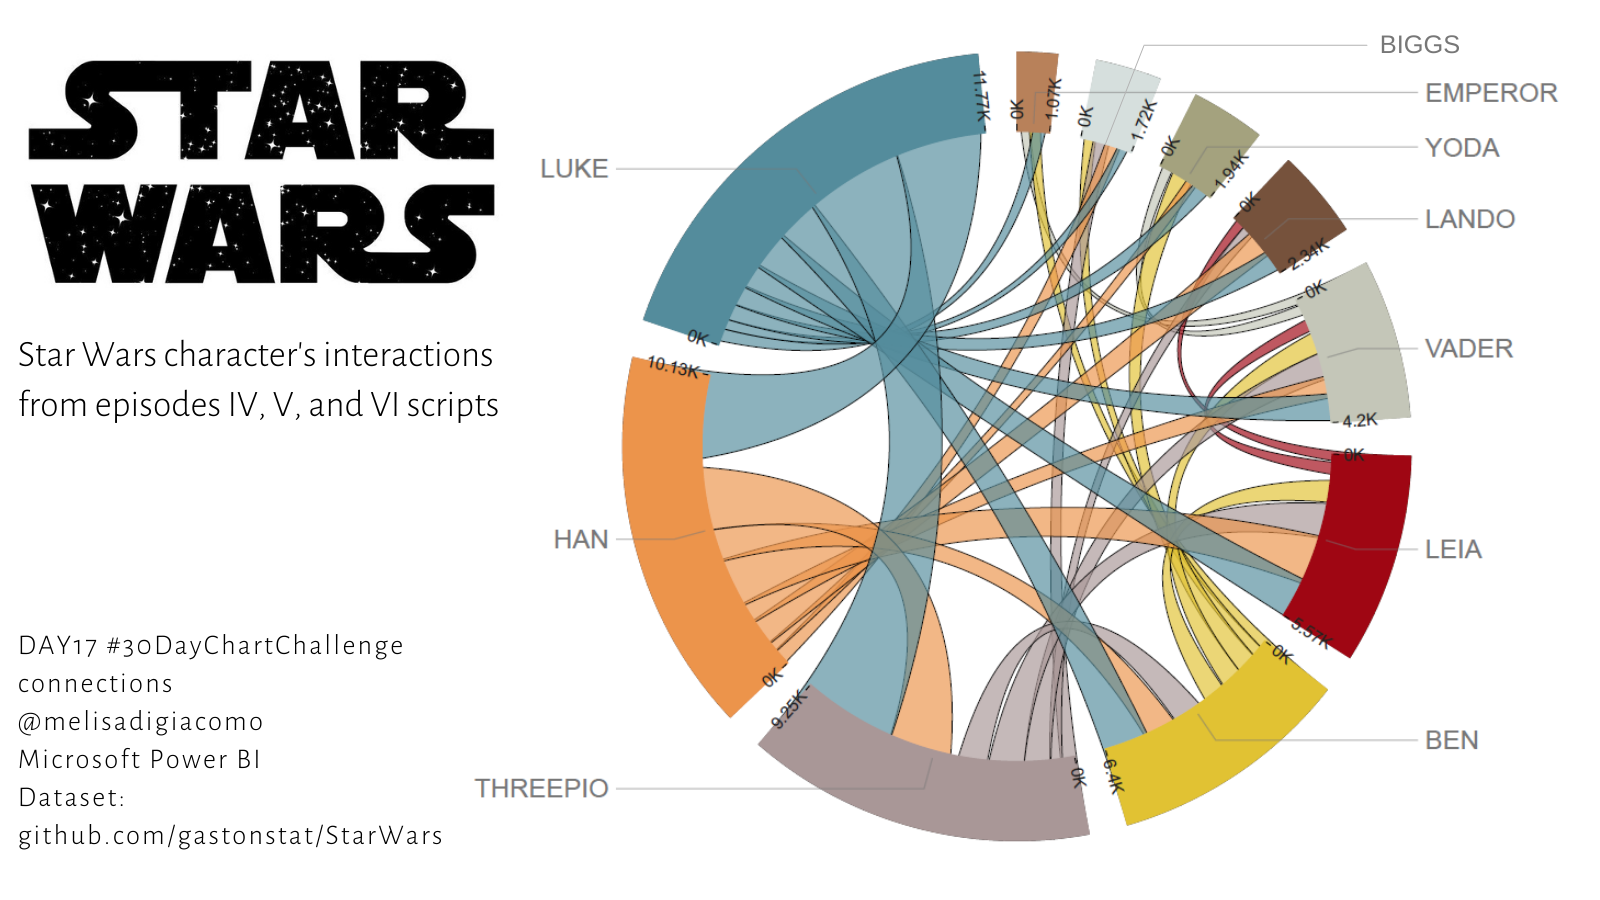 STAR
WARS
Star Wars character's interactions
from episodes IV, V, and VI scripts
DAY17 #30DayChartChallenge
connections
@melisadigiacomo
Microsoft Power BI
Dataset:
github.com/gastonstat/StarWars
BIGGS
EMPEROR
YODA
LANDO
VADER
LEIA
BEN
THREEPIO
HAN
LUKE
0K
1.07K
0K
1.72K
0K
1.94K
0K
2.34K
0K
4.2K
0K
5.57K
0K
6.4K
0K
9.25K
0K
10.13K
0K
11.77K